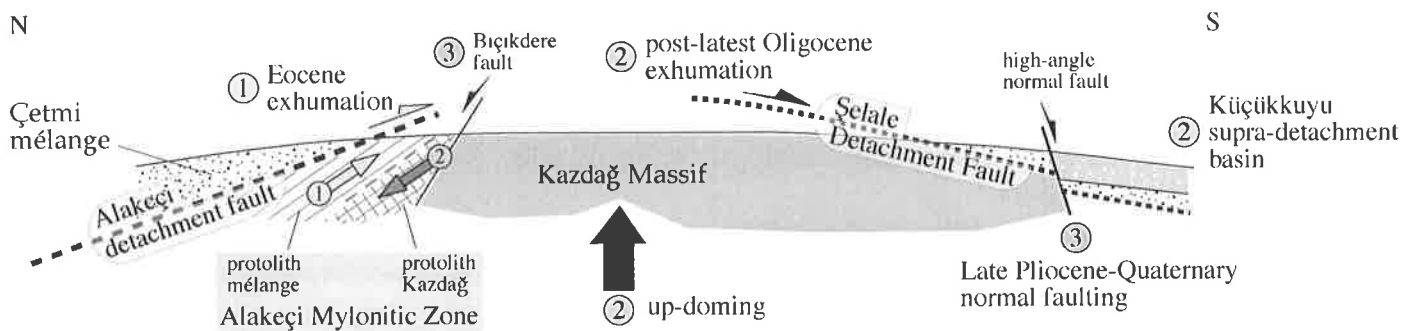 N
S
③ Bıçıkdere
fault
② post-latest Oligocene
exhumation
high-angle
normal fault
① Eocene
exhumation
Çetmi
mélange
Şelale
Detachment Fault
Küçükkuyu
② supra-detachment
basin
②
①
Kazdağ Massif
Alakeçi
detachment fault
③
Late Pliocene-Quaternary
normal faulting
protolith
mélange
protolith
Kazdağ
Alakeçi Mylonitic Zone
② up-doming